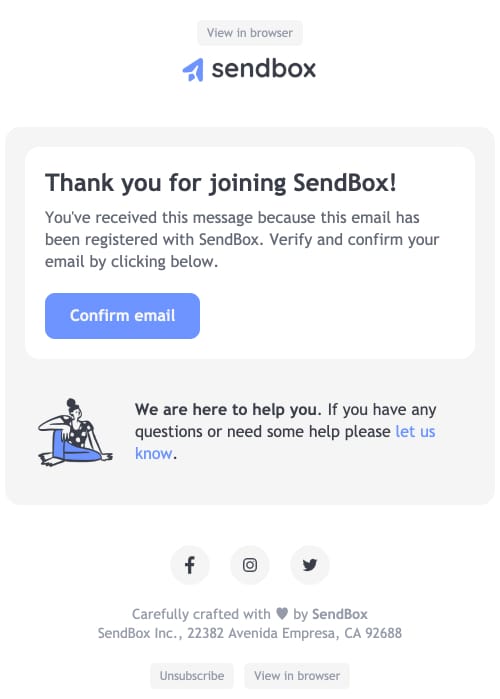 View in browser
sendbox
Thank you for joining SendBox!
You've received this message because this email has
been registered with SendBox. Verify and confirm your
email by clicking below.
Confirm email
We are here to help you. If you have any
questions or need some help please let us
know.
Carefully crafted with ♥ by SendBox
SendBox Inc., 22382 Avenida Empresa, CA 92688
Unsubscribe
View in browser